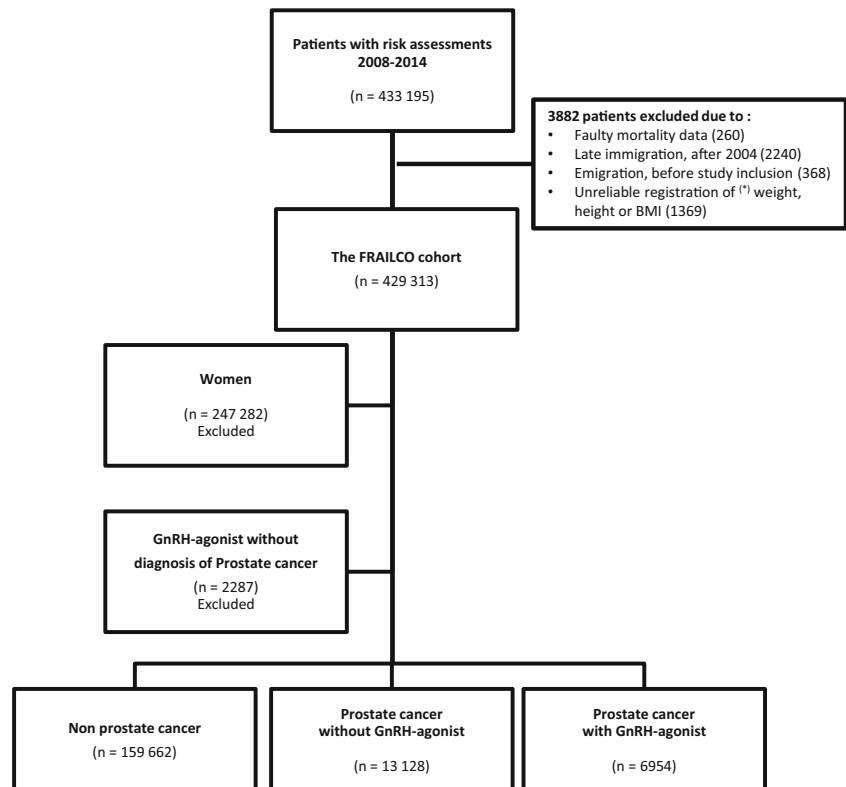 Patients with risk assessments
2008-2014
(n = 433 195)
3882 patients excluded due to :
• Faulty mortality data (260)
• Late immigration, after 2004 (2240)
• Emigration, before study inclusion (368)
• Unreliable registration of (*) weight,
height or BMI (1369)
The FRAILCO cohort
(n = 429 313)
Women
(n = 247 282)
Excluded
GnRH-agonist without
diagnosis of Prostate cancer
(n = 2287)
Excluded
Non prostate cancer
(n = 159 662)
Prostate cancer
without GnRH-agonist
(n = 13 128)
Prostate cancer
with GnRH-agonist
(n = 6954)